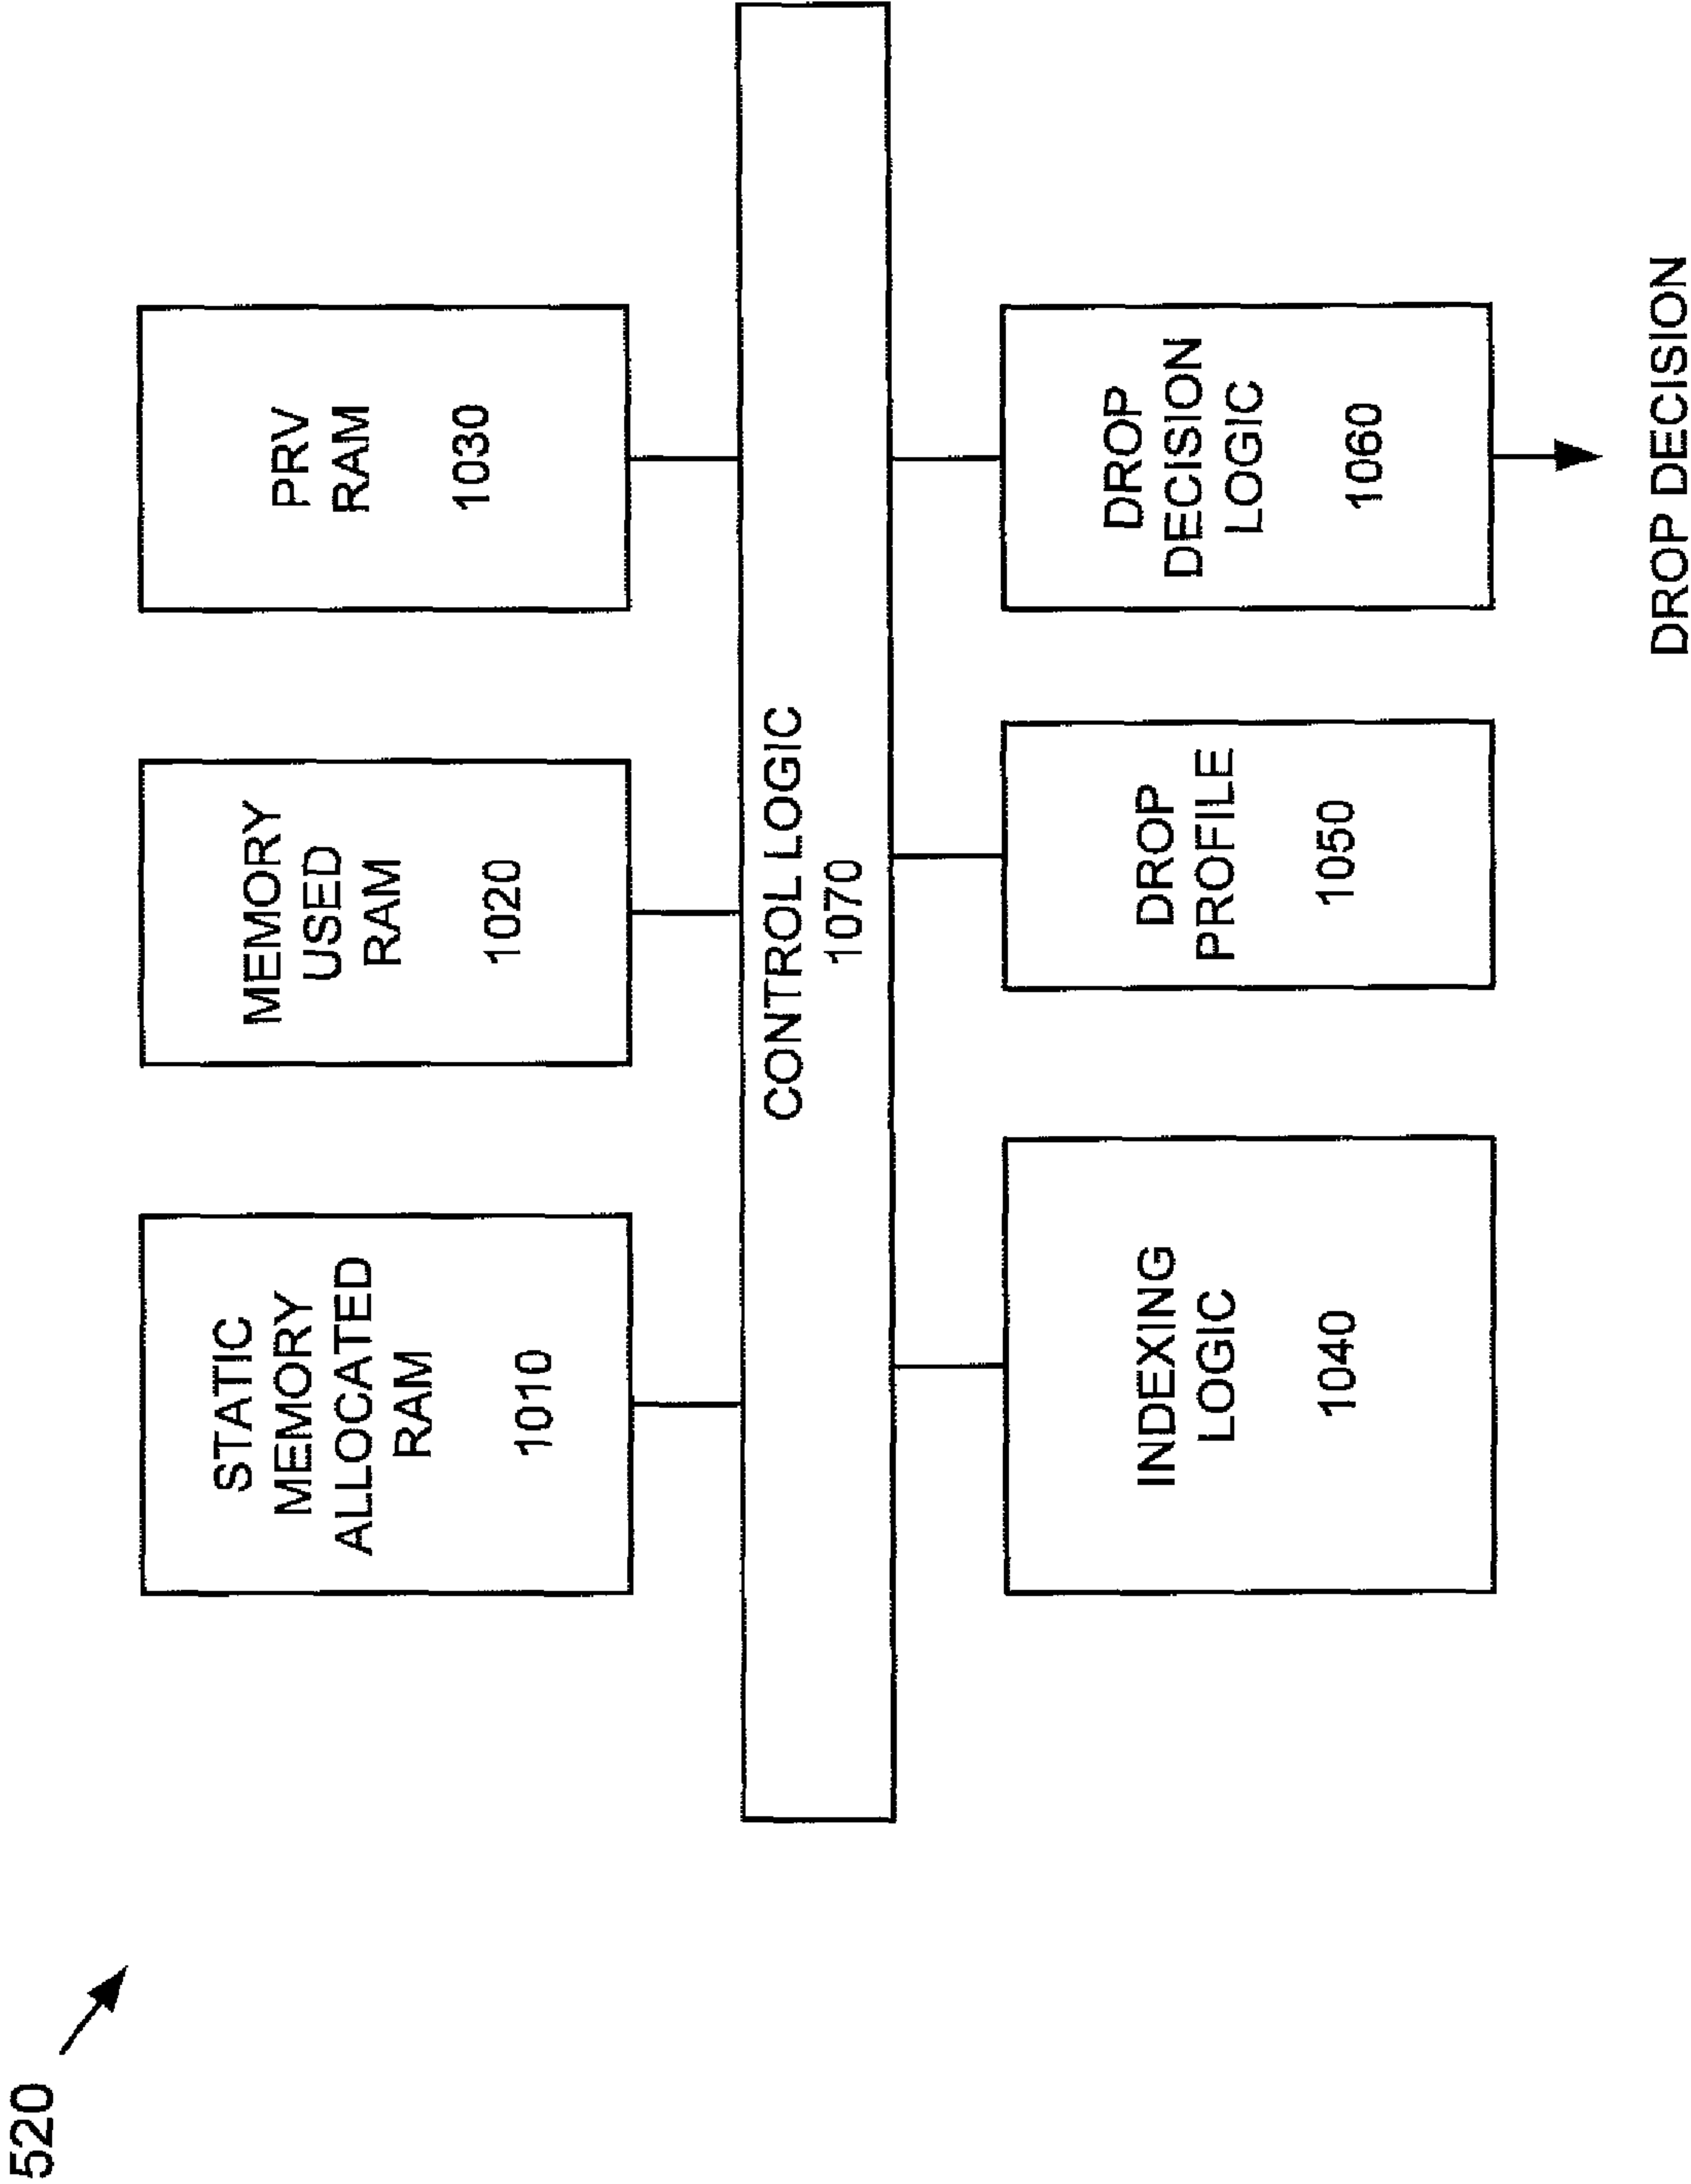 520
STATIC
MEMORY
ALLOCATED
RAM
1010
MEMORY
USED
RAM
1020
PRV
RAM
1030
CONTROL LOGIC
1070
INDEXING
LOGIC
1040
DROP
PROFILE
1050
DROP
DECISION
LOGIC
1060
DROP DECISION